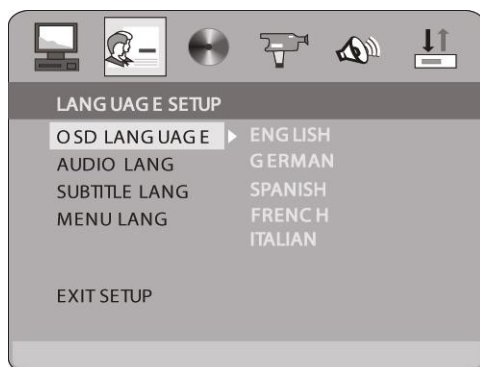 LANGUAGE SETUP
OSD LANGUAGE ENGLISH
AUDIO LANG GERMAN
SUBTITLE LANG SPANISH
MENU LANG FRENCH
ITALIAN
EXIT SETUP